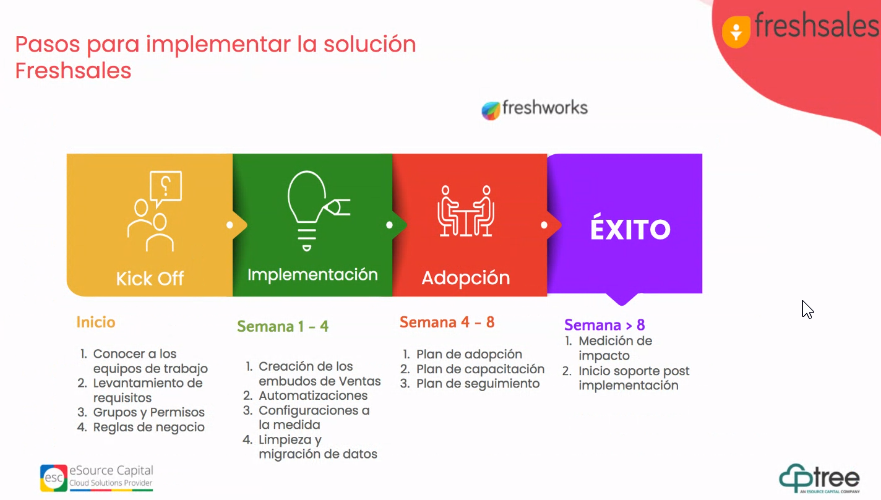 Pasos para implementar la solución
Freshsales
freshsales
freshworks
?
Kick Off
Implementación
Adopción
ÉXITO
Inicio
1. Conocer a los
equipos de trabajo
2. Levantamiento de
requisitos
3. Grupos y Permisos
4. Reglas de negocio
Semana 1 – 4
1. Creación de los
embudos de Ventas
2. Automatizaciones
3. Configuraciones a
la medida
4. Limpieza y
migración de datos
Semana 4 – 8
1. Plan de adopción
2. Plan de capacitación
3. Plan de seguimiento
Semana > 8
1. Medición de
impacto
2. Inicio soporte post
implementación
esc
eSource Capital
Cloud Solutions Provider
ptree
AN ESOURCE CAPITAL COMPANY